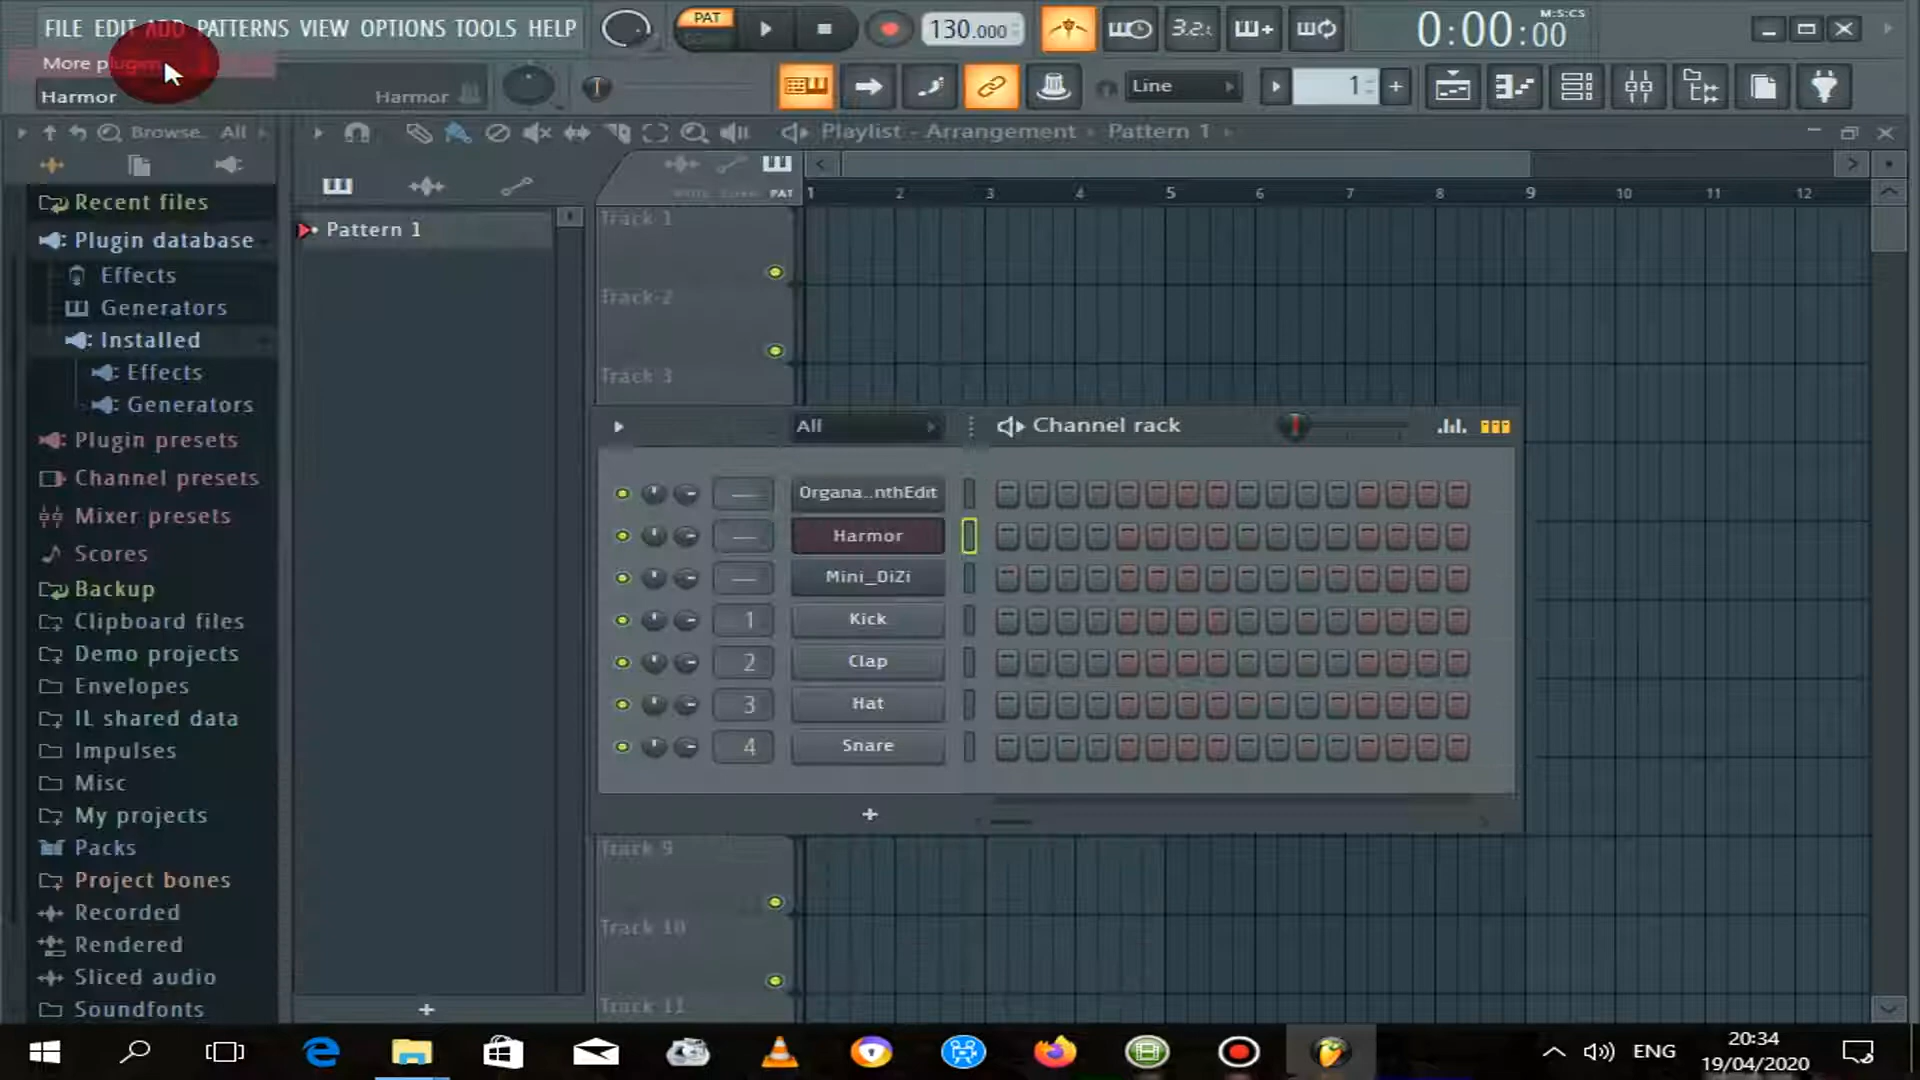 FILE EDIT ADD PATTERNS VIEW OPTIONS TOOLS HELP
PAT
130.000
3.2
0:00:00
M:S:CS
More plugins
Harmor
Harmor
Line
1
Browse
All
Playlist - Arrangement
Pattern 1
PAT
1 2 3 4 5 6 7 8 9 10 11 12
Recent files
Plugin database
Effects
Generators
Installed
Effects
Generators
Plugin presets
Channel presets
Mixer presets
Scores
Backup
Clipboard files
Demo projects
Envelopes
IL shared data
Impulses
Misc
My projects
Packs
Project bones
Recorded
Rendered
Sliced audio
Soundfonts
Pattern 1
Track 1
Track 2
Track 3
All
Channel rack
Organa..nthEdit
Harmor
Mini_DiZi
1 Kick
2 Clap
3 Hat
4 Snare
Track 9
Track 10
Track 11
ENG
20:34
19/04/2020